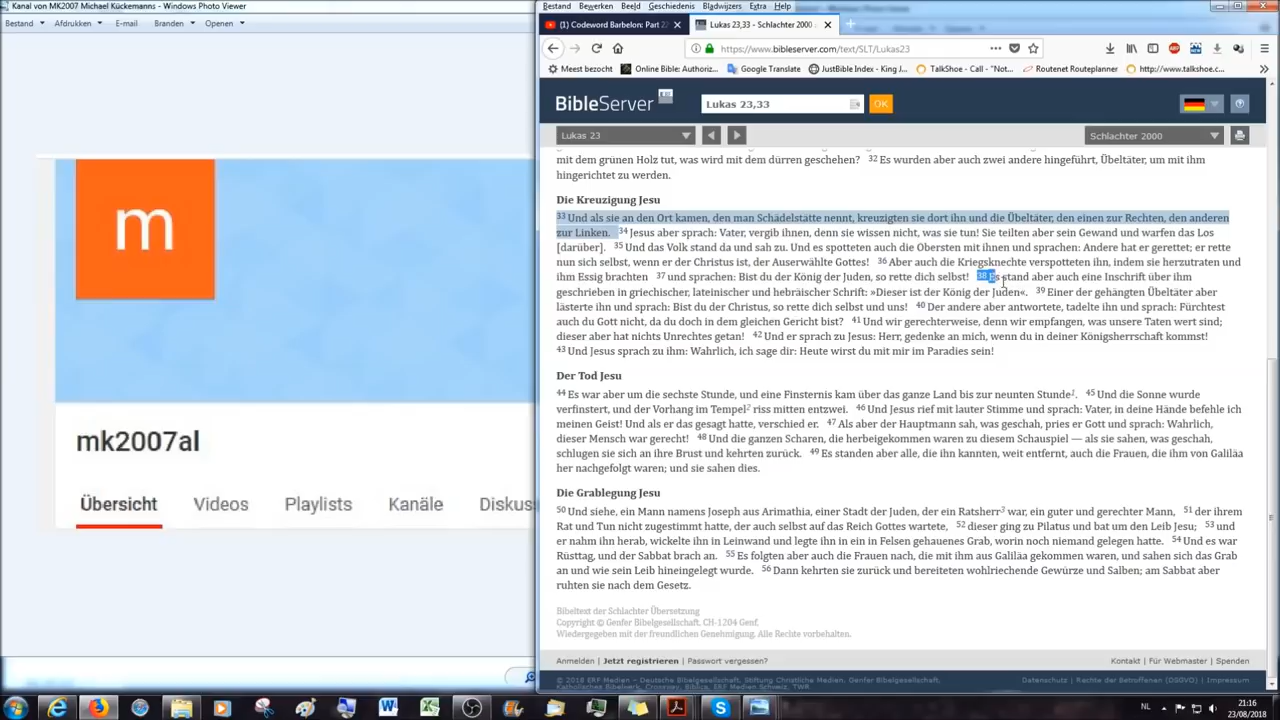 Kanal von MK2007 Michael Kückemanns - Windows Photo Viewer
Bestand Afdrukken E-mail Branden Openen
m
mk2007al
Übersicht Videos Playlists Kanäle Diskus
Bestand Bewerken Beeld Geschiedenis Bladwijzers Extra Help
(1) Codeword Barbelon: Part 2 Lukas 23,33 - Schlachter 2000
https://www.bibleserver.com/text/SLT/Lukas23
Meest bezocht Online Bible: Authoriz... Google Translate JustBible Index - King J... TalkShoe - Call - "Not... Routenet Routeplanner http://www.talkshoe.c...
BibleServer Lukas 23,33 OK
Lukas 23 Schlachter 2000
mit dem grünen Holz tut, was wird mit dem dürren geschehen? 32 Es wurden aber auch zwei andere hingeführt, Übeltäter, um mit ihm
hingerichtet zu werden.
Die Kreuzigung Jesu
33 Und als sie an den Ort kamen, den man Schädelstätte nennt, kreuzigten sie dort ihn und die Übeltäter, den einen zur Rechten, den anderen
zur Linken. 34 Jesus aber sprach: Vater, vergib ihnen, denn sie wissen nicht, was sie tun! Sie teilten aber sein Gewand und warfen das Los
[darüber]. 35 Und das Volk stand da und sah zu. Und es spotteten auch die Obersten mit ihnen und sprachen: Andere hat er gerettet; er rette
nun sich selbst, wenn er der Christus ist, der Auserwählte Gottes! 36 Aber auch die Kriegsknechte verspotteten ihn, indem sie herzutraten und
ihm Essig brachten 37 und sprachen: Bist du der König der Juden, so rette dich selbst! 38 Es stand aber auch eine Inschrift über ihm
geschrieben in griechischer, lateinischer und hebräischer Schrift: »Dieser ist der König der Juden«. 39 Einer der gehängten Übeltäter aber
lästerte ihn und sprach: Bist du der Christus, so rette dich selbst und uns! 40 Der andere aber antwortete, tadelte ihn und sprach: Fürchtest
auch du Gott nicht, da du doch in dem gleichen Gericht bist? 41 Und wir gerechterweise, denn wir empfangen, was unsere Taten wert sind;
dieser aber hat nichts Unrechtes getan! 42 Und er sprach zu Jesus: Herr, gedenke an mich, wenn du in deiner Königsherrschaft kommst!
43 Und Jesus sprach zu ihm: Wahrlich, ich sage dir: Heute wirst du mit mir im Paradies sein!
Der Tod Jesu
44 Es war aber um die sechste Stunde, und eine Finsternis kam über das ganze Land bis zur neunten Stunde1. 45 Und die Sonne wurde
verfinstert, und der Vorhang im Tempel2 riss mitten entzwei. 46 Und Jesus rief mit lauter Stimme und sprach: Vater, in deine Hände befehle ich
meinen Geist! Und als er das gesagt hatte, verschied er. 47 Als aber der Hauptmann sah, was geschah, pries er Gott und sprach: Wahrlich,
dieser Mensch war gerecht! 48 Und die ganzen Scharen, die herbeigekommen waren zu diesem Schauspiel — als sie sahen, was geschah,
schlugen sie sich an ihre Brust und kehrten zurück. 49 Es standen aber alle, die ihn kannten, weit entfernt, auch die Frauen, die ihm von Galiläa
her nachgefolgt waren; und sie sahen dies.
Die Grablegung Jesu
50 Und siehe, ein Mann namens Joseph aus Arimathia, einer Stadt der Juden, der ein Ratsherr3 war, ein guter und gerechter Mann, 51 der ihrem
Rat und Tun nicht zugestimmt hatte, der auch selbst auf das Reich Gottes wartete, 52 dieser ging zu Pilatus und bat um den Leib Jesu; 53 und
er nahm ihn herab, wickelte ihn in Leinwand und legte ihn in ein in Felsen gehauenes Grab, worin noch niemand gelegen hatte. 54 Und es war
Rüsttag, und der Sabbat brach an. 55 Es folgten aber auch die Frauen nach, die mit ihm aus Galiläa gekommen waren, und sahen sich das Grab
an und wie sein Leib hineingelegt wurde. 56 Dann kehrten sie zurück und bereiteten wohlriechende Gewürze und Salben; am Sabbat aber
ruhten sie nach dem Gesetz.
Bibeltext der Schlachter Übersetzung
Copyright © Genfer Bibelgesellschaft, CH-1204 Genf.
Wiedergegeben mit der freundlichen Genehmigung. Alle Rechte vorbehalten.
Anmelden | Jetzt registrieren | Passwort vergessen? Kontakt | Für Webmaster | Spenden
© 2018 ERF Medien - Deutsche Bibelgesellschaft, Stiftung Christliche Medien, Genfer Bibelgesellschaft, Datenschutz | Rechte der Betroffenen (DSGVO) | Impressum
Katholisches Bibelwerk, Crossway, Biblica, ERF Medien Schweiz, TWR
NL 21:16
23/08/2018